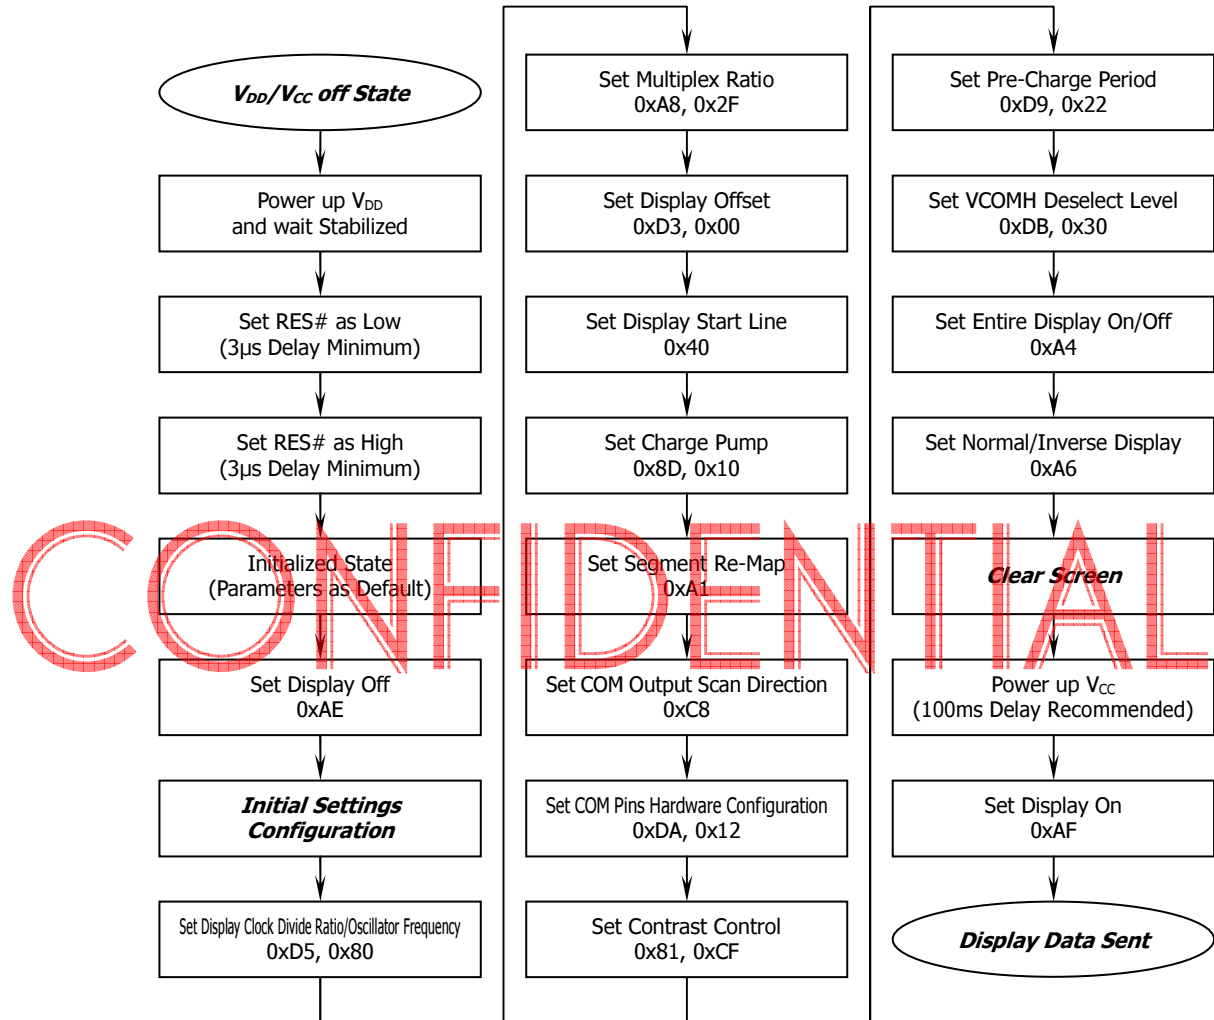 V_DD/V_CC off State
Power up V_DD
and wait Stabilized
Set RES# as Low
(3µs Delay Minimum)
Set RES# as High
(3µs Delay Minimum)
Initialized State
(Parameters as Default)
Set Display Off
0xAE
Initial Settings
Configuration
Set Display Clock Divide Ratio/Oscillator Frequency
0xD5, 0x80
Set Multiplex Ratio
0xA8, 0x2F
Set Display Offset
0xD3, 0x00
Set Display Start Line
0x40
Set Charge Pump
0x8D, 0x10
Set Segment Re-Map
0xA1
Set COM Output Scan Direction
0xC8
Set COM Pins Hardware Configuration
0xDA, 0x12
Set Contrast Control
0x81, 0xCF
Set Pre-Charge Period
0xD9, 0x22
Set VCOMH Deselect Level
0xDB, 0x30
Set Entire Display On/Off
0xA4
Set Normal/Inverse Display
0xA6
Clear Screen
Power up V_CC
(100ms Delay Recommended)
Set Display On
0xAF
Display Data Sent
CONFIDENTIAL